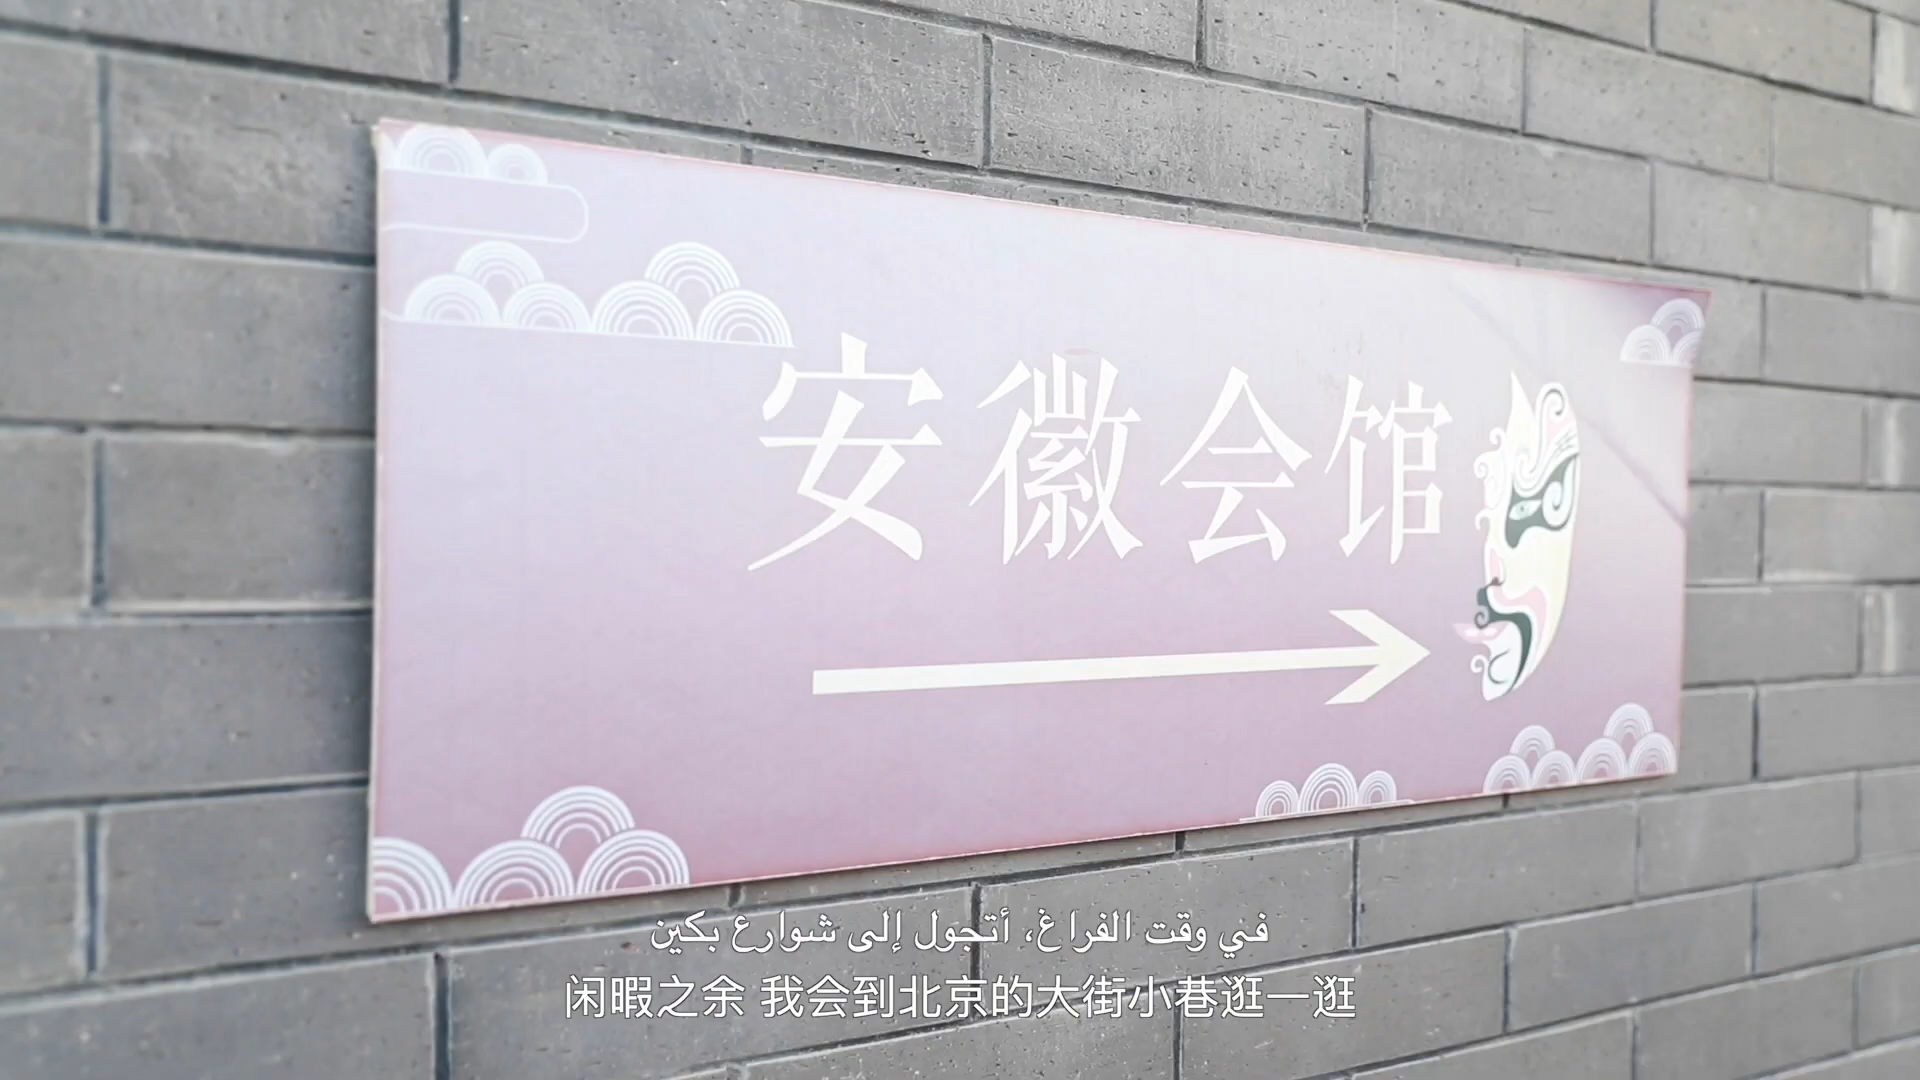 安徽会馆
في وقت الفراغ، أتجول إلى شوارع بكين
闲暇之余 我会到北京的大街小巷逛一逛